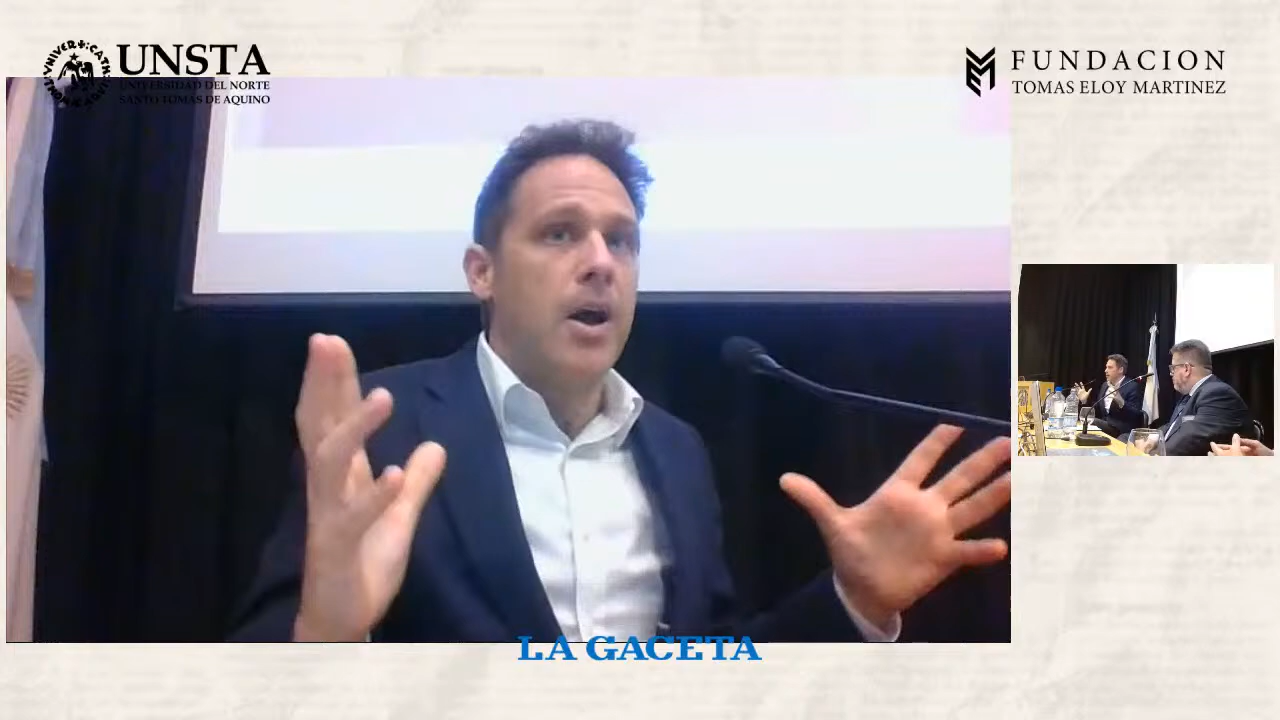 UNSTA
UNIVERSIDAD DEL NORTE
SANTO TOMAS DE AQUINO
FUNDACION
TOMAS ELOY MARTINEZ
LA GACETA